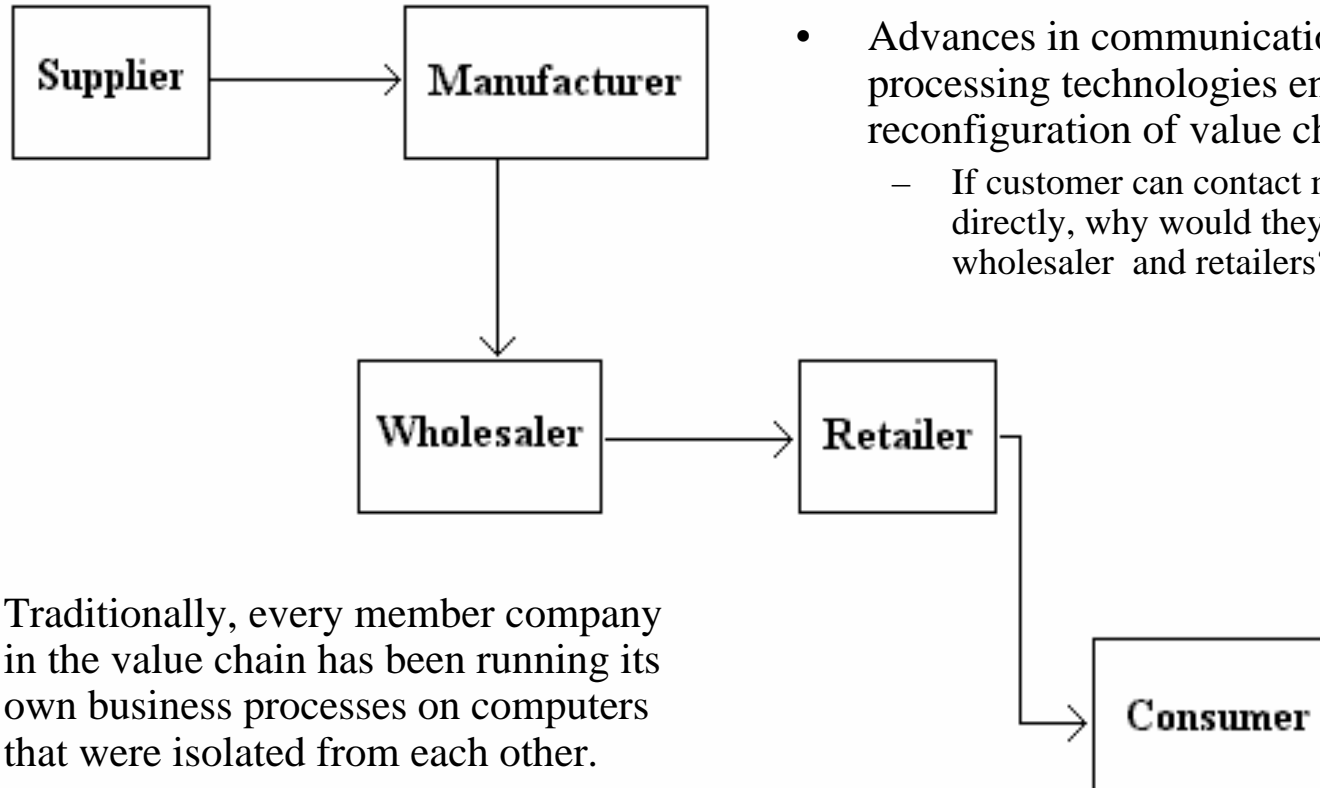 Supplier
Manufacturer
• Advances in
processing technologies
reconfiguration of value
– If customer can contact
directly, why would they
wholesaler and retailers
Wholesaler
Retailer
Traditionally, every member company
in the value chain has been running its
own business processes on computers
that were isolated from each other.
Consumer